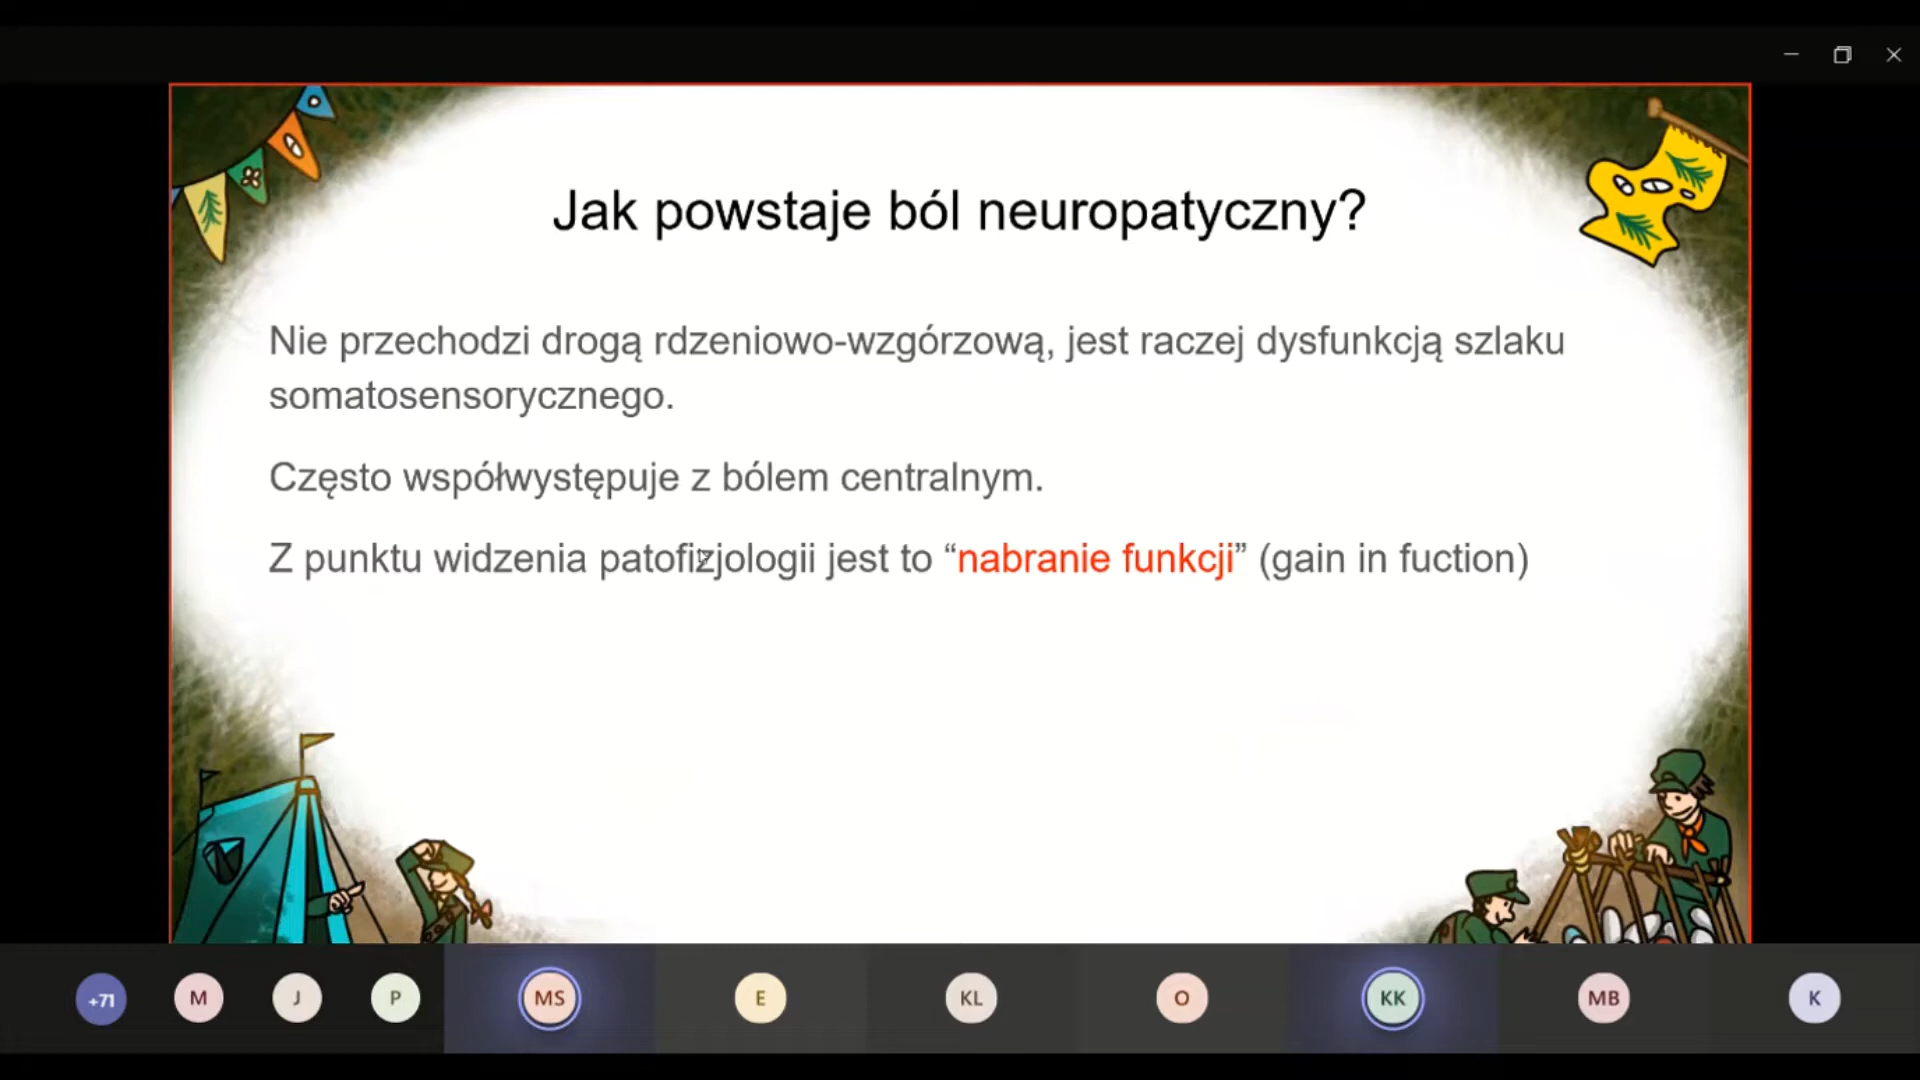 Jak powstaje ból neuropatyczny?
Nie przechodzi drogą rdzeniowo-wzgórzową, jest raczej dysfunkcją szlaku
somatosensorycznego.
Często współwystępuje z bólem centralnym.
Z punktu widzenia patofizjologii jest to “nabranie funkcji” (gain in fuction)
+71 M J P MS E KL O KK MB K